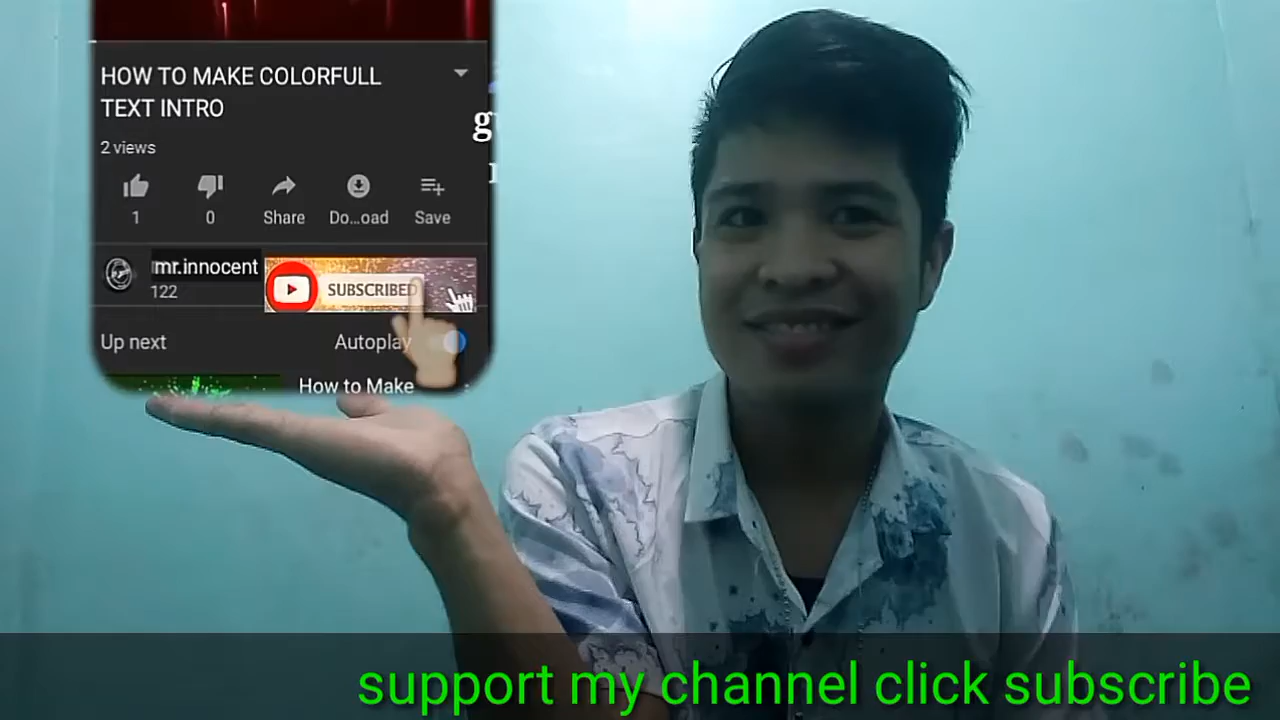 HOW TO MAKE COLORFULL
TEXT INTRO
2 views
1
0
Share
Do...oad
Save
mr.innocent
122
SUBSCRIBED
Up next
Autoplay
How to Make
support my channel click subscribe